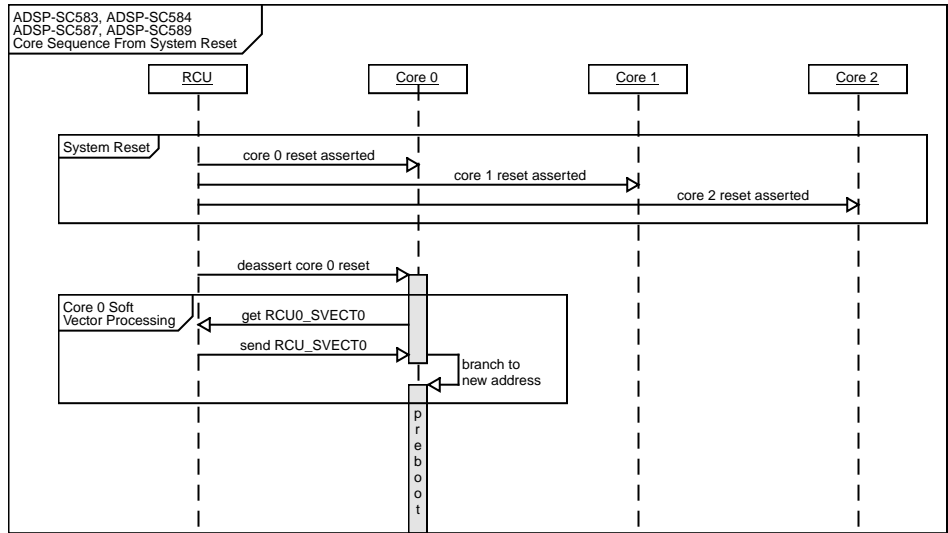 ADSP-SC583, ADSP-SC584
ADSP-SC587, ADSP-SC589
Core Sequence From System Reset
RCU
Core 0
Core 1
Core 2
System Reset
core 0 reset asserted
core 1 reset asserted
core 2 reset asserted
deassert core 0 reset
Core 0 Soft
Vector Processing
get RCU0_SVECT0
send RCU_SVECT0
branch to
new address
preboot